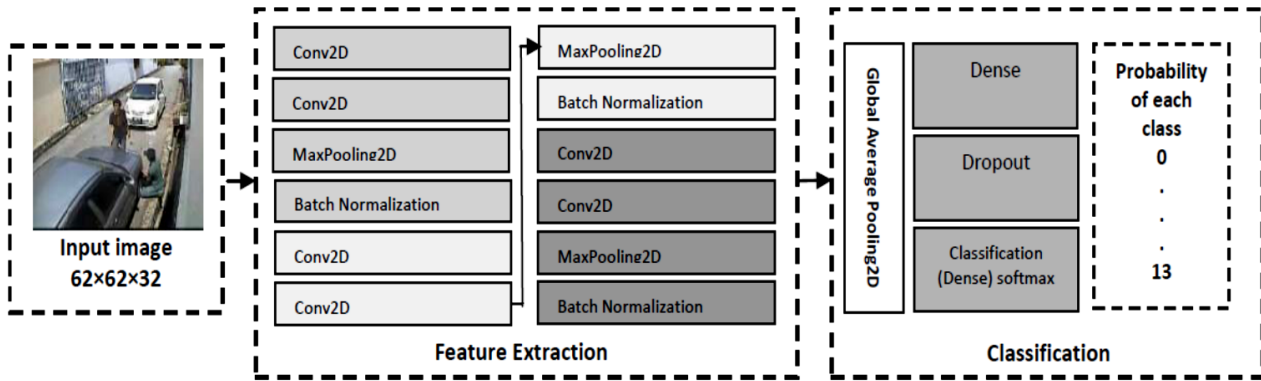 Input image
62×62×32
Conv2D
Conv2D
MaxPooling2D
Batch Normalization
Conv2D
Conv2D
MaxPooling2D
Batch Normalization
Conv2D
Conv2D
MaxPooling2D
Batch Normalization
Feature Extraction
Global Average Pooling2D
Dense
Dropout
Classification
(Dense) softmax
Probability
of each
class
0
.
.
.
13
Classification